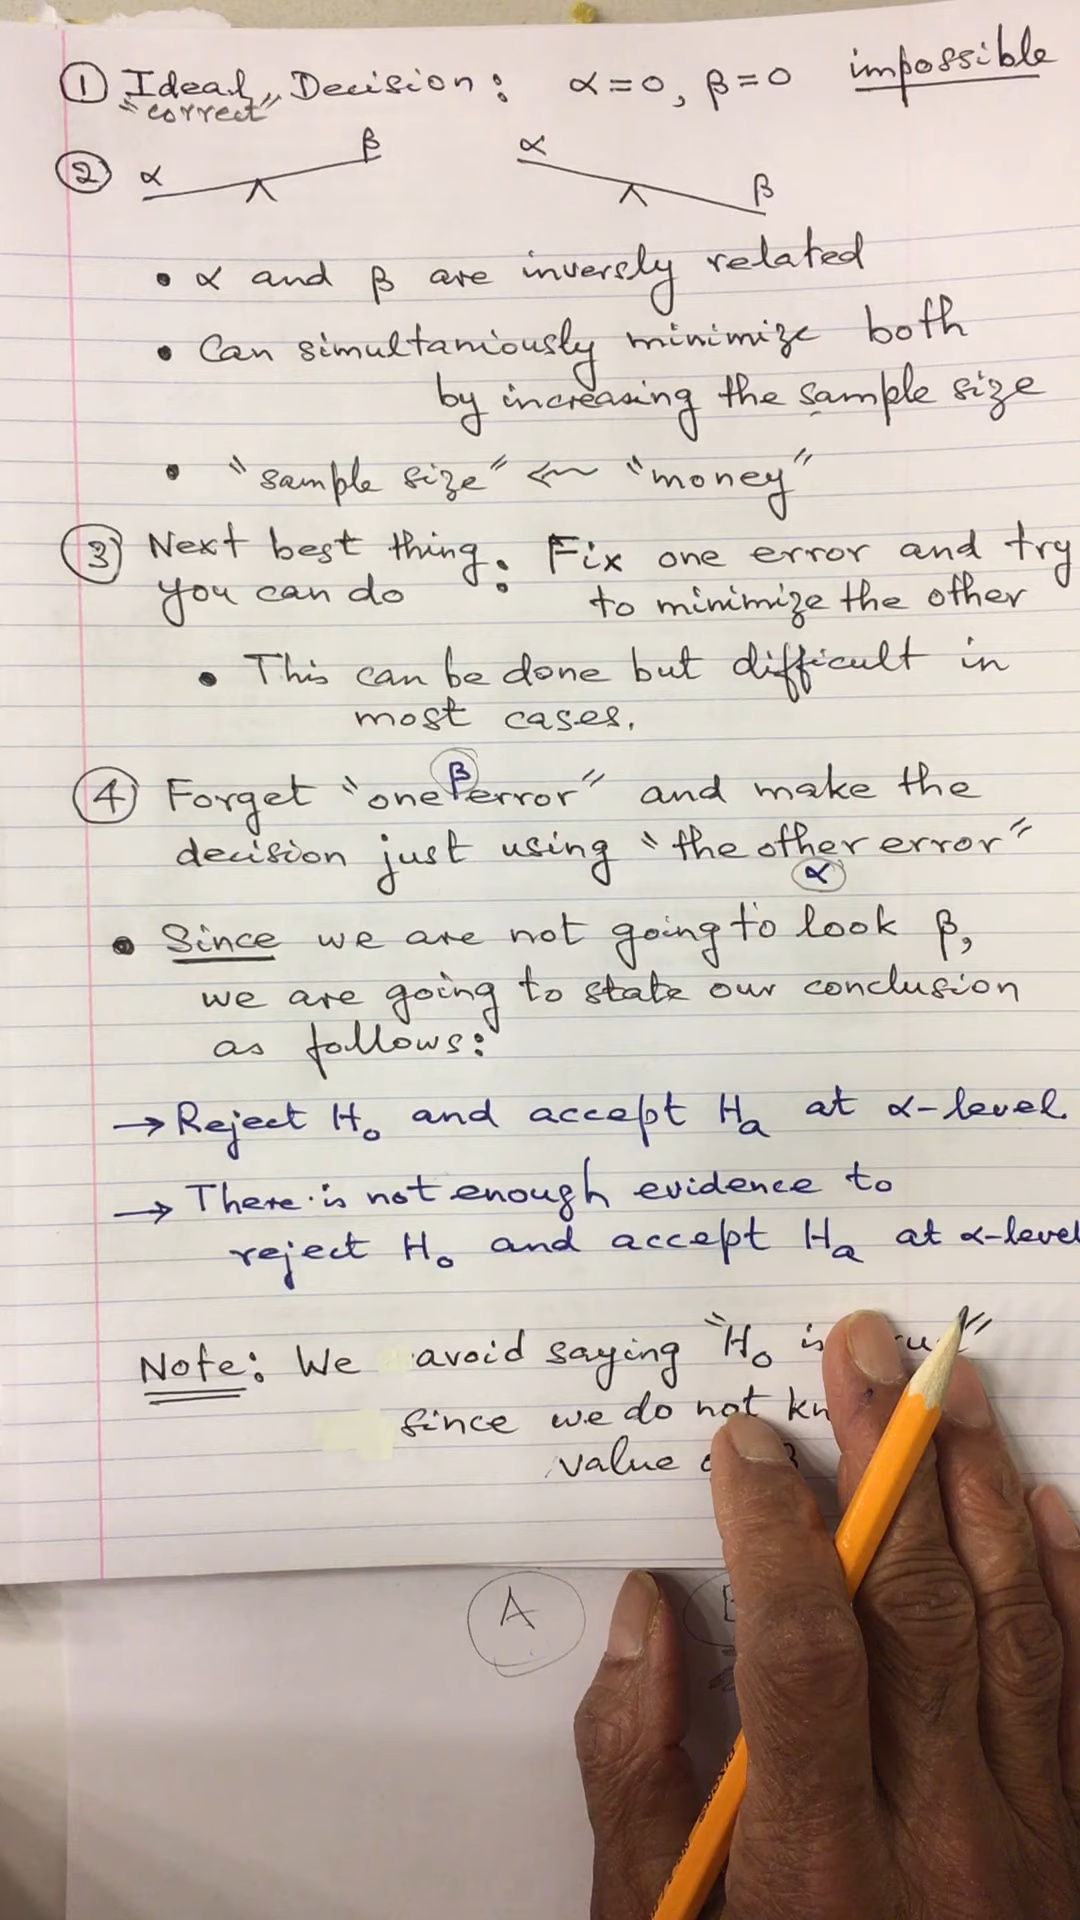 ① Ideal Decision: α=0, β=0 impossible
"correct"
② α β α β
• α and β are inversly related
• Can simultaniously minimize both
by increasing the sample size
• "sample size" ← "money"
③ Next best thing: Fix one error and try
you can do to minimize the other
• This can be done but difficult in
most cases.
β
④ Forget "one error" and make the
decision just using "the other error"
α
• Since we are not going to look β,
we are going to state our conclusion
as follows:
→ Reject H₀ and accept Hₐ at α-level
→ There is not enough evidence to
reject H₀ and accept Hₐ at α-level
Note: We avoid saying "H₀ is
since we do not
value
A